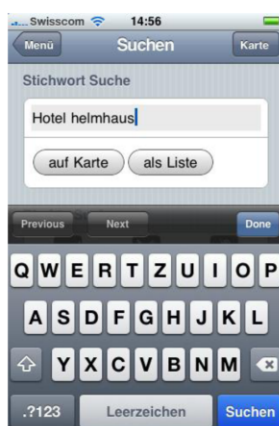 Swisscom 14:56
Menü Suchen Karte
Stichwort Suche
Hotel helmhaus
auf Karte als Liste
Previous Next Done
Q W E R T Z U I O P
A S D F G H J K L
Y X C V B N M
.?123 Leerzeichen Suchen